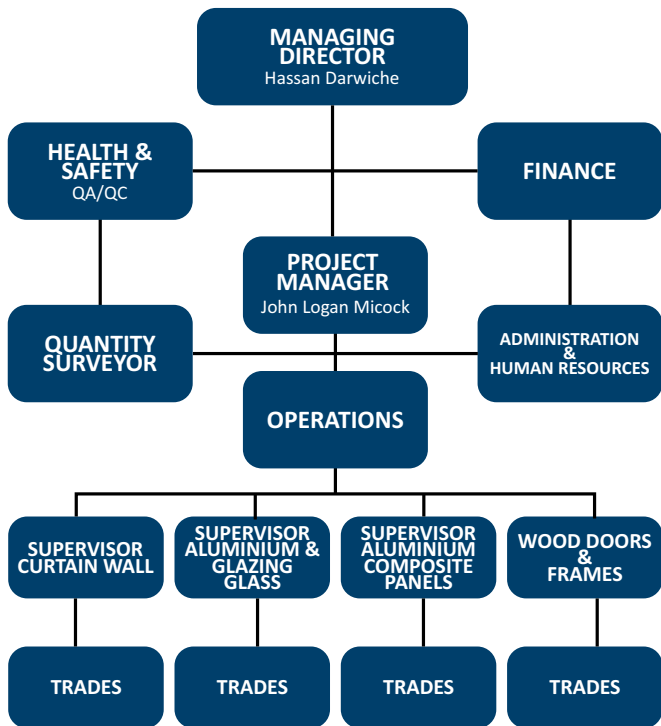 MANAGING
DIRECTOR
Hassan Darwiche
HEALTH &
SAFETY
QA/QC
FINANCE
PROJECT
MANAGER
John Logan Micock
QUANTITY
SURVEYOR
ADMINISTRATION
&
HUMAN RESOURCES
OPERATIONS
SUPERVISOR
CURTAIN WALL
SUPERVISOR
ALUMINIUM &
GLAZING
GLASS
SUPERVISOR
ALUMINIUM
COMPOSITE
PANELS
WOOD DOORS
&
FRAMES
TRADES
TRADES
TRADES
TRADES